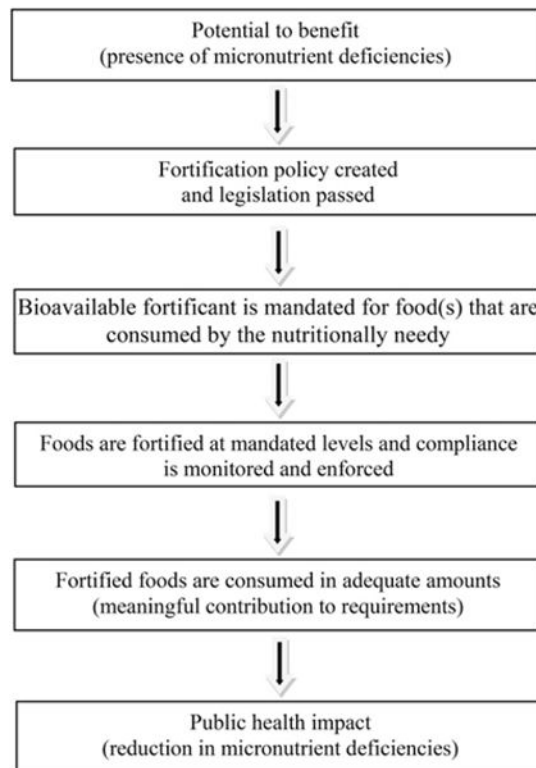 Potential to benefit
(presence of micronutrient deficiencies)
Fortification policy created
and legislation passed
Bioavailable fortificant is mandated for food(s) that are
consumed by the nutritionally needy
Foods are fortified at mandated levels and compliance
is monitored and enforced
Fortified foods are consumed in adequate amounts
(meaningful contribution to requirements)
Public health impact
(reduction in micronutrient deficiencies)